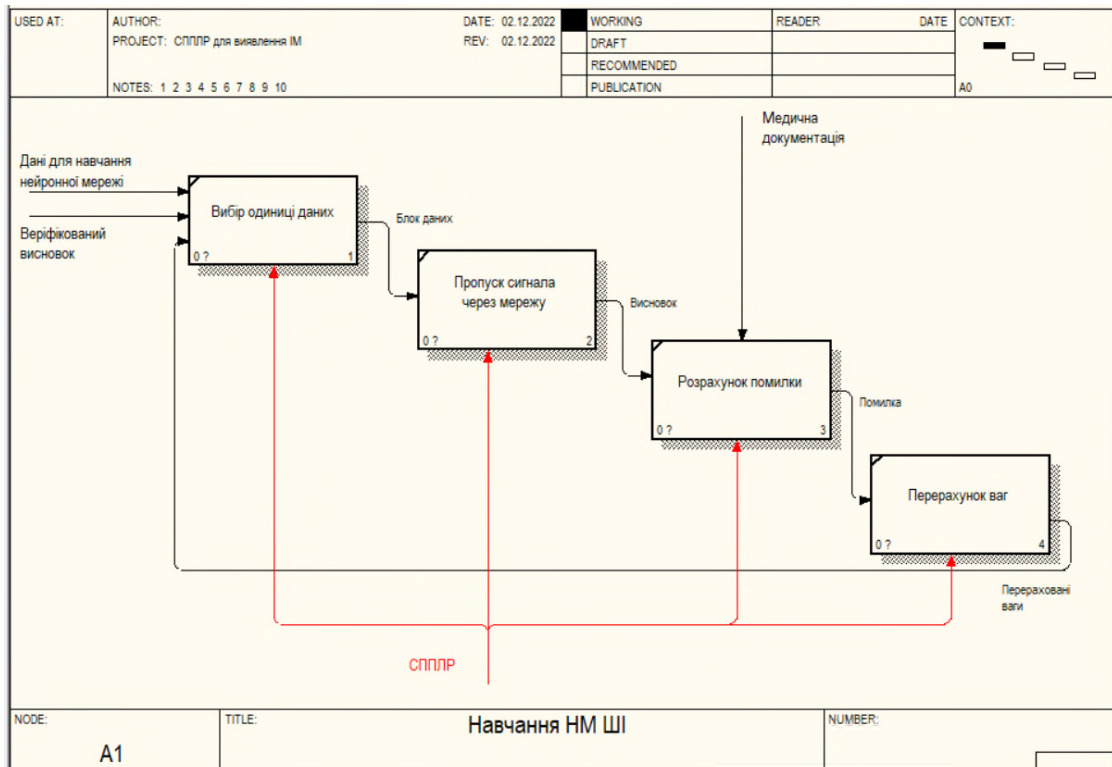 USED AT:
AUTHOR:
DATE: 02.12.2022
WORKING
READER
DATE
CONTEXT:
PROJECT: СППЛР для виявлення ІМ
REV: 02.12.2022
DRAFT
RECOMMENDED
NOTES: 1 2 3 4 5 6 7 8 9 10
PUBLICATION
A0
Медична
документація
Дані для навчання
нейронної мережі
Веріфікований
висновок
Вибір одиниці даних
0 ?
1
Блок даних
Пропуск сигнала
через мережу
0 ?
2
Висновок
Розрахунок помилки
0 ?
3
Помилка
Перерахунок ваг
0 ?
4
Перераховані
ваги
СППЛР
NODE:
A1
TITLE:
Навчання НМ ШІ
NUMBER: